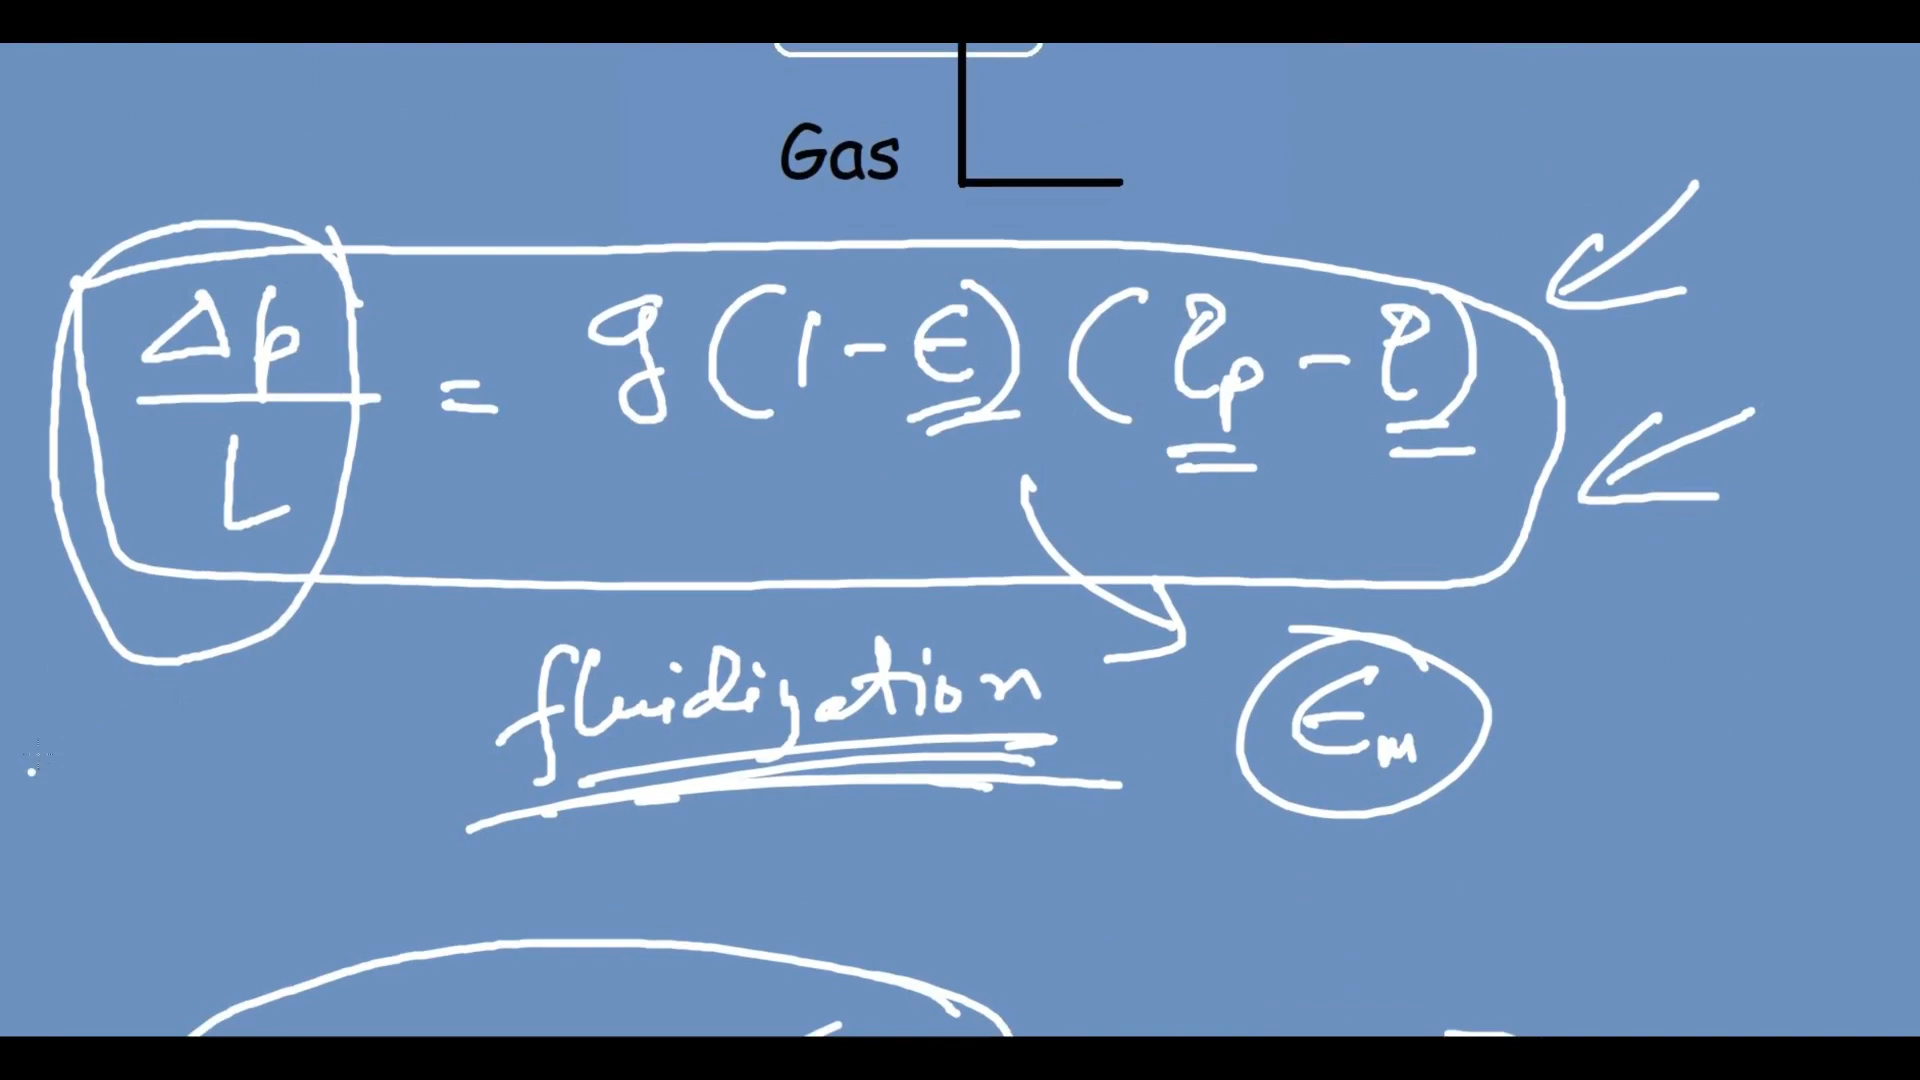 Gas
Δp/L = g(1-ϵ)(ρp-ρ)
fluidization ϵm